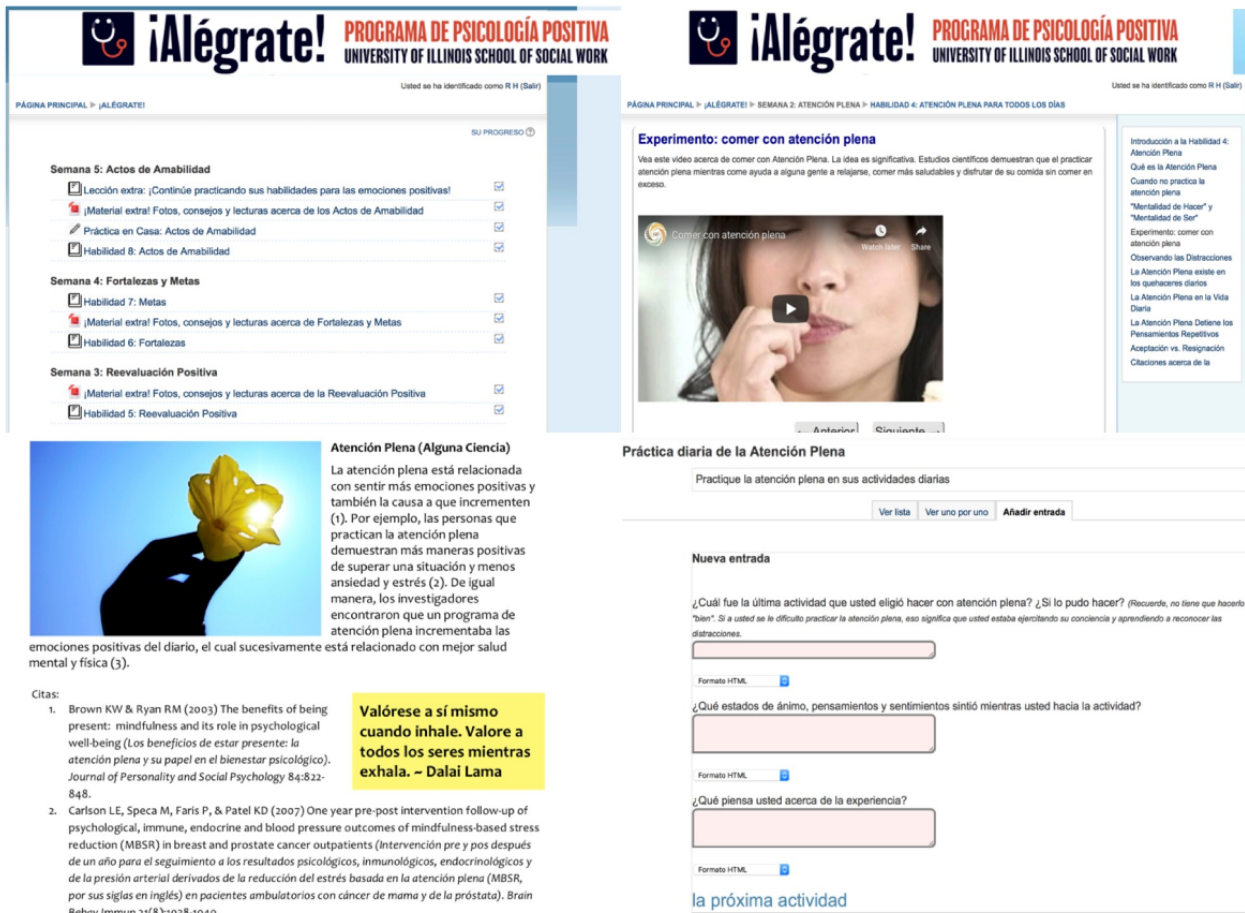 ¡Alégrate! PROGRAMA DE PSICOLOGÍA POSITIVA
UNIVERSITY OF ILLINOIS SCHOOL OF SOCIAL WORK
Usted se ha identificado como R H (Salir)
PÁGINA PRINCIPAL ► ¡ALÉGRATE!
SU PROGRESO
Semana 5: Actos de Amabilidad
Lección extra: ¡Continúe practicando sus habilidades para las emociones positivas!
¡Material extra! Fotos, consejos y lecturas acerca de los Actos de Amabilidad
Práctica en Casa: Actos de Amabilidad
Habilidad 8: Actos de Amabilidad
Semana 4: Fortalezas y Metas
Habilidad 7: Metas
¡Material extra! Fotos, consejos y lecturas acerca de Fortalezas y Metas
Habilidad 6: Fortalezas
Semana 3: Reevaluación Positiva
¡Material extra! Fotos, consejos y lecturas acerca de la Reevaluación Positiva
Habilidad 5: Reevaluación Positiva
¡Alégrate! PROGRAMA DE PSICOLOGÍA POSITIVA
UNIVERSITY OF ILLINOIS SCHOOL OF SOCIAL WORK
Usted se ha identificado como R H (Salir)
PÁGINA PRINCIPAL ► ¡ALÉGRATE! ► SEMANA 2: ATENCIÓN PLENA ► HABILIDAD 4: ATENCIÓN PLENA PARA TODOS LOS DÍAS
Experimento: comer con atención plena
Vea este video acerca de comer con Atención Plena. La idea es significativa. Estudios científicos demuestran que el practicar
atención plena mientras come ayuda a alguna gente a relajarse, comer más saludables y disfrutar de su comida sin comer en
exceso.
Comer con atención plena
Watch later
Share
← Anterior
Siguiente →
Introducción a la Habilidad 4:
Atención Plena
Qué es la Atención Plena
Cuando no practica la
atención plena
"Mentalidad de Hacer" y
"Mentalidad de Ser"
Experimento: comer con
atención plena
Observando las Distracciones
La Atención Plena existe en
los quehaceres diarios
La Atención Plena en la Vida
Diaria
La Atención Plena Detiene los
Pensamientos Repetitivos
Aceptación vs. Resignación
Citaciones acerca de la
Atención Plena (Alguna Ciencia)
La atención plena está relacionada
con sentir más emociones positivas y
también la causa a que incrementen
(1). Por ejemplo, las personas que
practican la atención plena
demuestran más maneras positivas
de superar una situación y menos
ansiedad y estrés (2). De igual
manera, los investigadores
encontraron que un programa de
atención plena incrementaba las
emociones positivas del diario, el cual sucesivamente está relacionado con mejor salud
mental y física (3).
Citas:
1. Brown KW & Ryan RM (2003) The benefits of being
present: mindfulness and its role in psychological
well-being (Los beneficios de estar presente: la
atención plena y su papel en el bienestar psicológico).
Journal of Personality and Social Psychology 84:822-
848.
Valórese a sí mismo
cuando inhale. Valore a
todos los seres mientras
exhala. ~ Dalai Lama
2. Carlson LE, Speca M, Faris P, & Patel KD (2007) One year pre-post intervention follow-up of
psychological, immune, endocrine and blood pressure outcomes of mindfulness-based stress
reduction (MBSR) in breast and prostate cancer outpatients (Intervención pre y pos después
de un año para el seguimiento a los resultados psicológicos, inmunológicos, endocrinológicos y
de la presión arterial derivados de la reducción del estrés basada en la atención plena (MBSR,
por sus siglas en inglés) en pacientes ambulatorios con cáncer de mama y de la próstata). Brain
Behav Immun 21(8):1038-1049
Práctica diaria de la Atención Plena
Practique la atención plena en sus actividades diarias
Ver lista
Ver uno por uno
Añadir entrada
Nueva entrada
¿Cuál fue la última actividad que usted eligió hacer con atención plena? ¿Si lo pudo hacer? (Recuerde, no tiene que hacerlo
"bien". Si a usted se le dificulto practicar la atención plena, eso significa que usted estaba ejercitando su conciencia y aprendiendo a reconocer las
distracciones.
Formato HTML
¿Qué estados de ánimo, pensamientos y sentimientos sintió mientras usted hacia la actividad?
Formato HTML
¿Qué piensa usted acerca de la experiencia?
Formato HTML
la próxima actividad